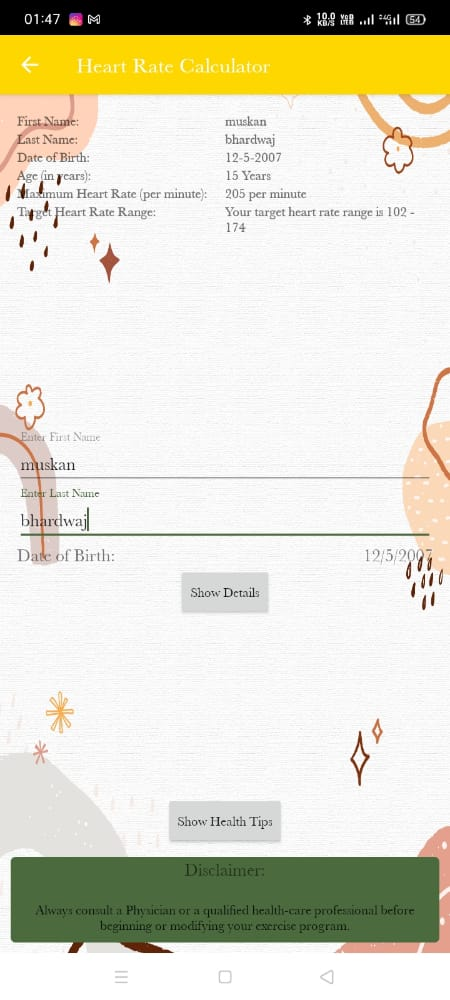 01:47 10.0 KB/S Vo) LTE 4G 54
Heart Rate Calculator
First Name: muskan
Last Name: bhardwaj
Date of Birth: 12-5-2007
Age (in years): 15 Years
Maximum Heart Rate (per minute): 205 per minute
Target Heart Rate Range: Your target heart rate range is 102 -
174
Enter First Name
muskan
Enter Last Name
bhardwaj
Date of Birth: 12/5/2007
Show Details
Show Health Tips
Disclaimer:
Always consult a Physician or a qualified health-care professional before
beginning or modifying your exercise program.